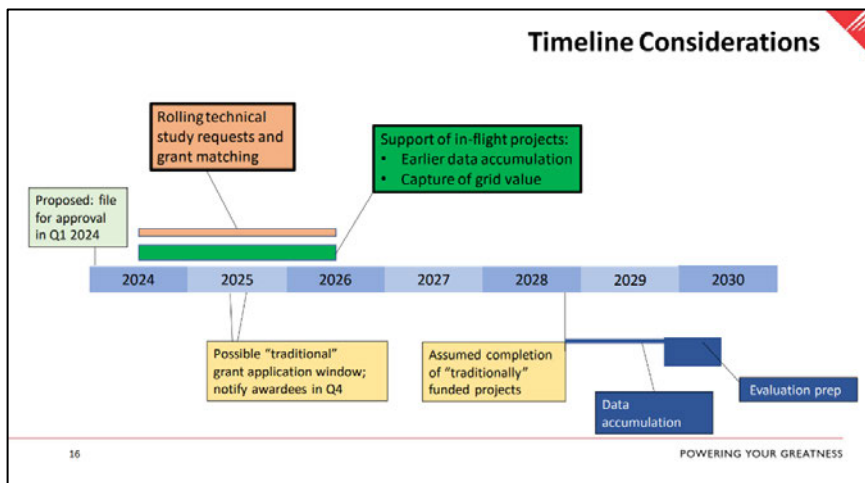 Timeline Considerations
Rolling technical
study requests and
grant matching
Support of in-flight projects:
• Earlier data accumulation
• Capture of grid value
Proposed: file
for approval
in Q1 2024
2024 2025 2026 2027 2028 2029 2030
Possible “traditional”
grant application window;
notify awardees in Q4
Assumed completion
of “traditionally”
funded projects
Data
accumulation
Evaluation prep
16
POWERING YOUR GREATNESS